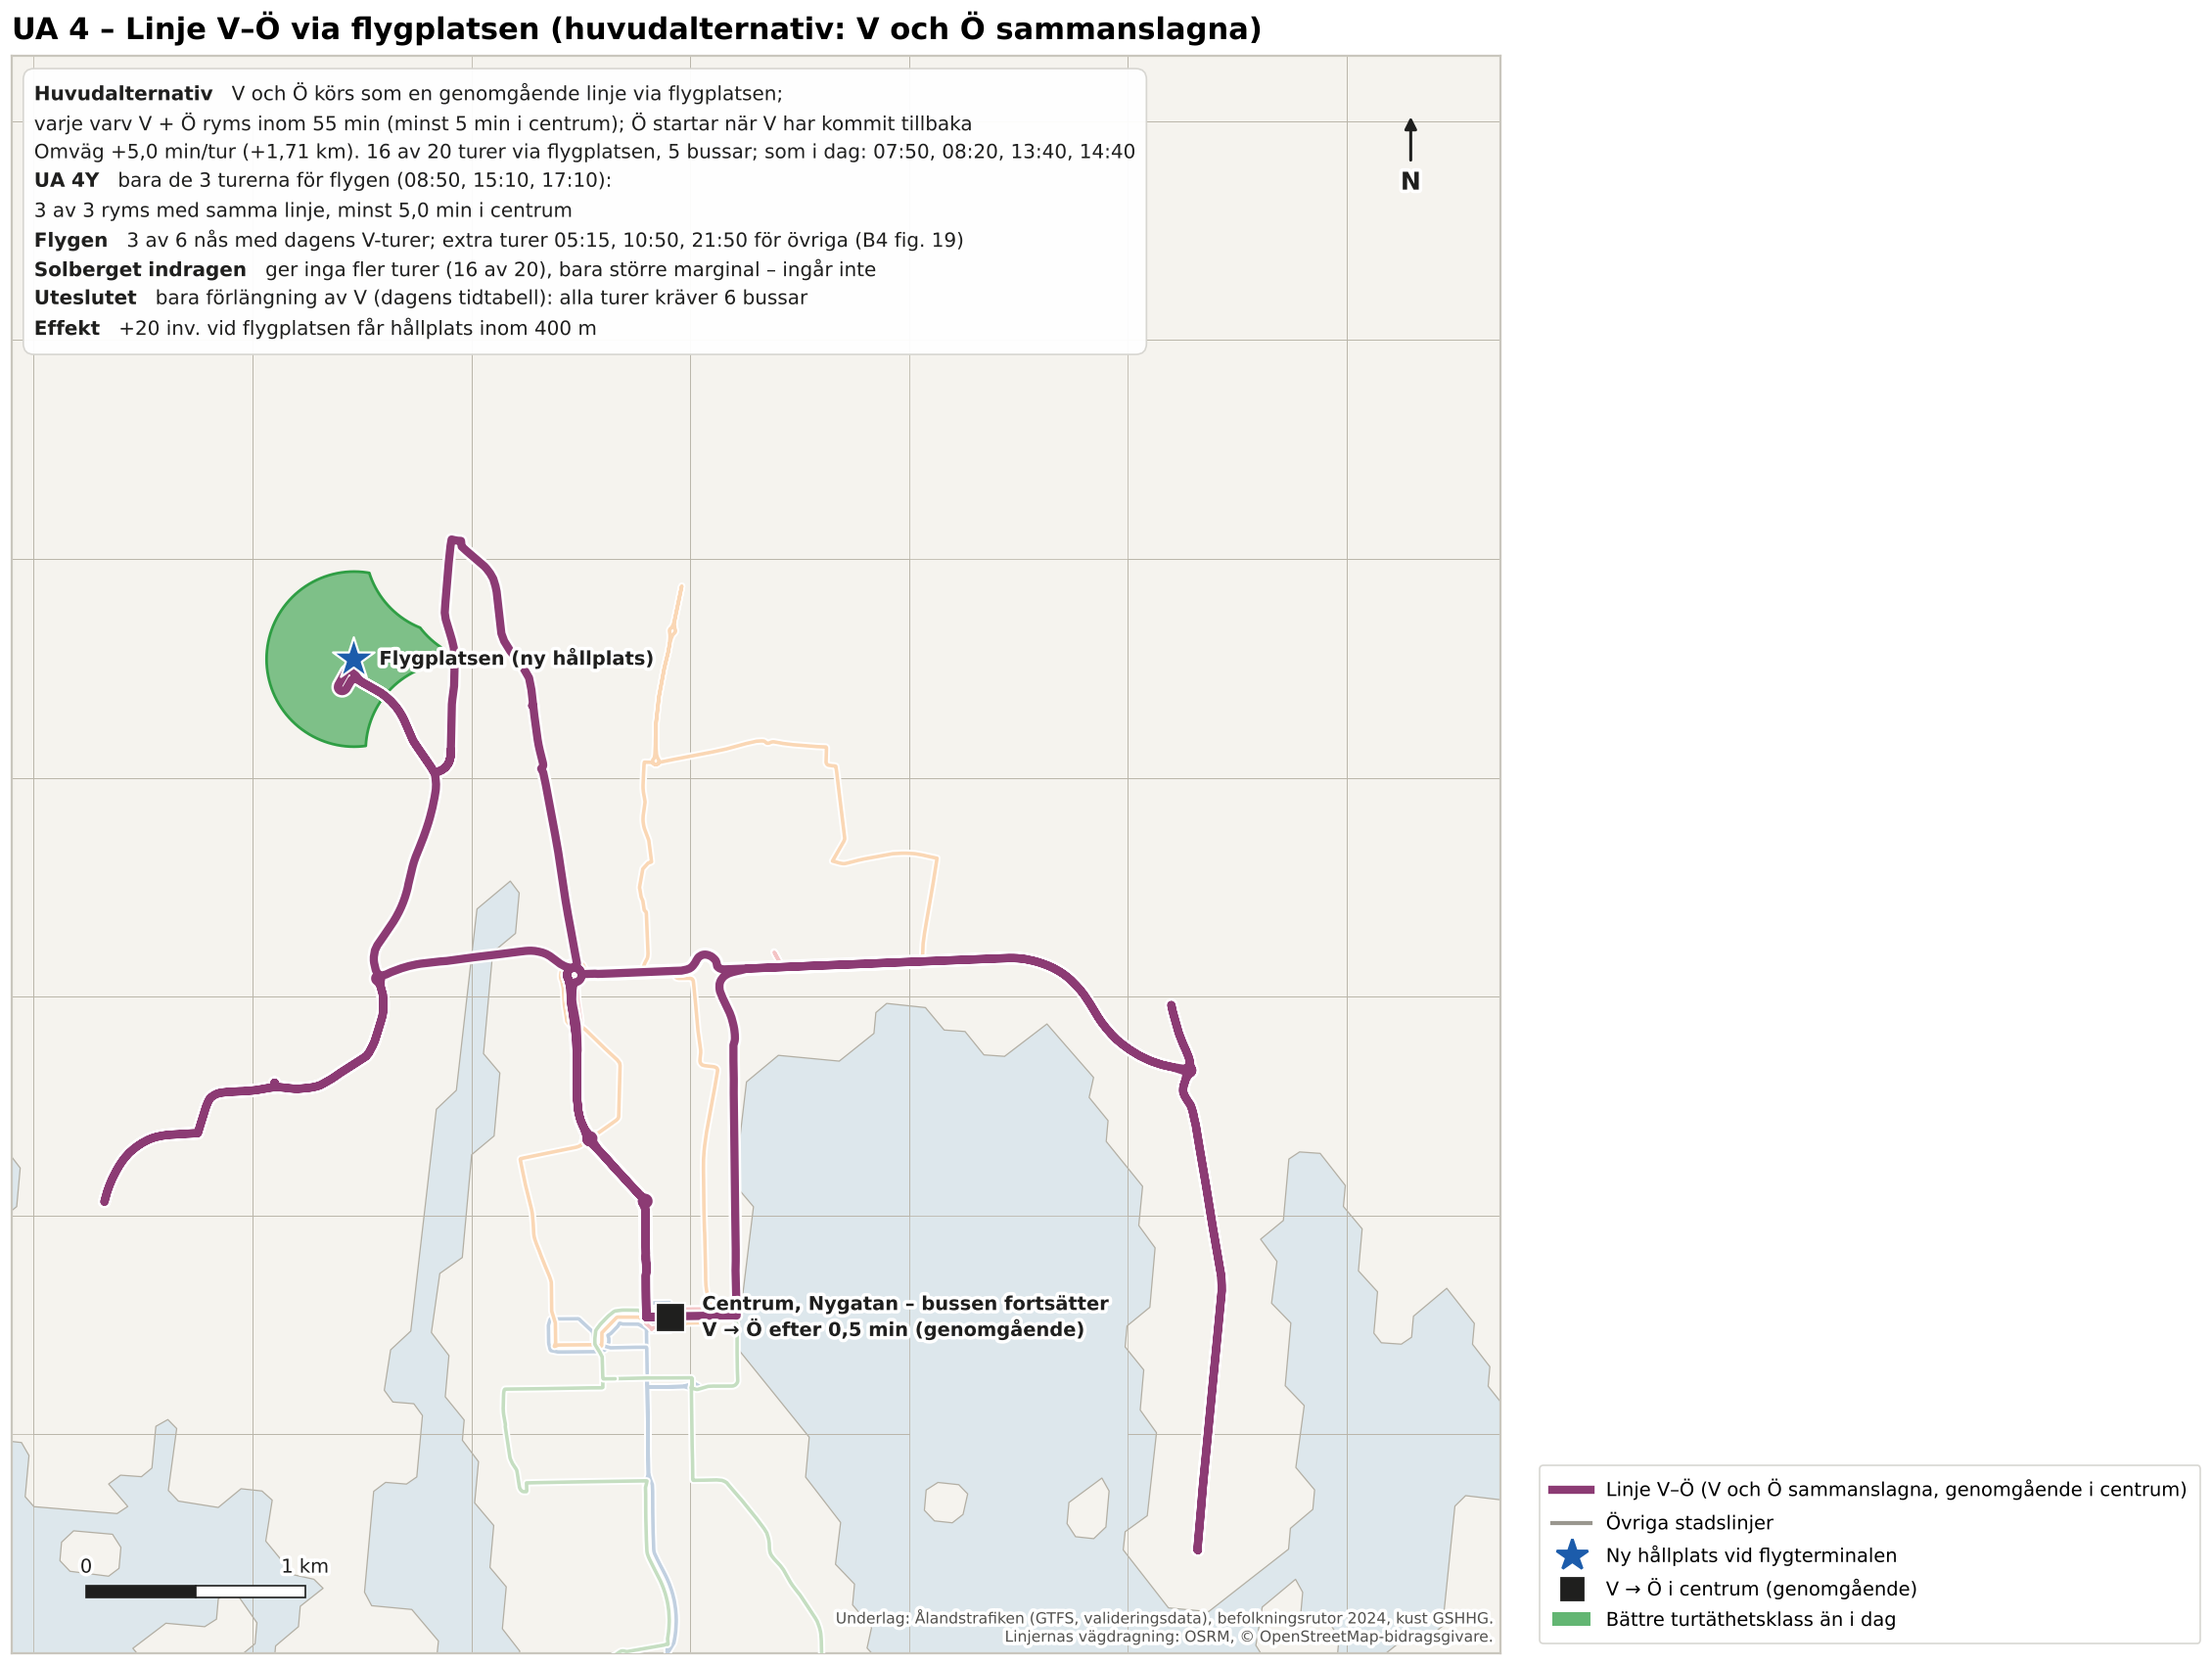 UA 4 – Linje V–Ö via flygplatsen (huvudalternativ: V och Ö sammanslagna)
Huvudalternativ V och Ö körs som en genomgående linje via flygplatsen;
varje varv V + Ö ryms inom 55 min (minst 5 min i centrum); Ö startar när V har kommit tillbaka
Omväg +5,0 min/tur (+1,71 km). 16 av 20 turer via flygplatsen, 5 bussar; som i dag: 07:50, 08:20, 13:40, 14:40
UA 4Y bara de 3 turerna för flygen (08:50, 15:10, 17:10):
3 av 3 ryms med samma linje, minst 5,0 min i centrum
Flygen 3 av 6 nås med dagens V-turer; extra turer 05:15, 10:50, 21:50 för övriga (B4 fig. 19)
Solberget indragen ger inga fler turer (16 av 20), bara större marginal – ingår inte
Uteslutet bara förlängning av V (dagens tidtabell): alla turer kräver 6 bussar
Effekt +20 inv. vid flygplatsen får hållplats inom 400 m
N
Flygplatsen (ny hållplats)
Centrum, Nygatan – bussen fortsätter
V → Ö efter 0,5 min (genomgående)
0 1 km
Underlag: Ålandstrafiken (GTFS, valideringsdata), befolkningsrutor 2024, kust GSHHG.
Linjernas vägdragning: OSRM, © OpenStreetMap-bidragsgivare.
Linje V–Ö (V och Ö sammanslagna, genomgående i centrum)
Övriga stadslinjer
Ny hållplats vid flygterminalen
V → Ö i centrum (genomgående)
Bättre turtäthetsklass än i dag